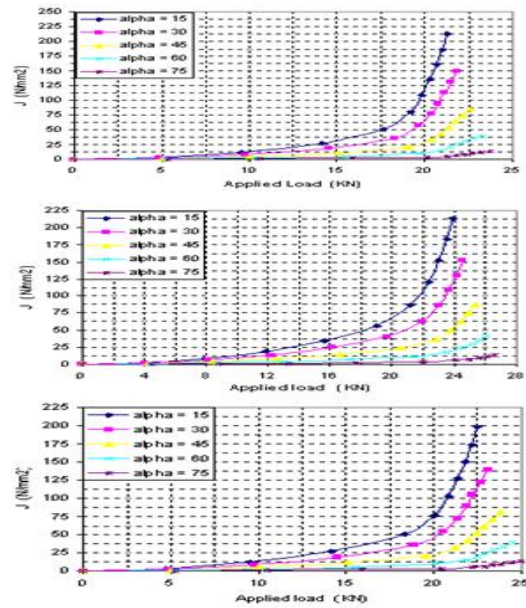 250
225
200
175
150
125
100
75
50
25
0
J (N/mm2)
alpha = 15
alpha = 30
alpha = 45
alpha = 60
alpha = 75
0 5 10 15 20 25
Applied Load (KN)
225
200
175
150
125
100
75
50
25
0
J (N/mm2)
alpha = 15
alpha = 30
alpha = 45
alpha = 60
alpha = 75
0 4 8 12 16 20 24 28
Applied load (KN)
225
200
175
150
125
100
75
50
25
0
J (N/mm2,
alpha = 15
alpha = 30
alpha = 45
alpha = 60
alpha = 75
0 5 10 15 20 25
Applied load (KN)